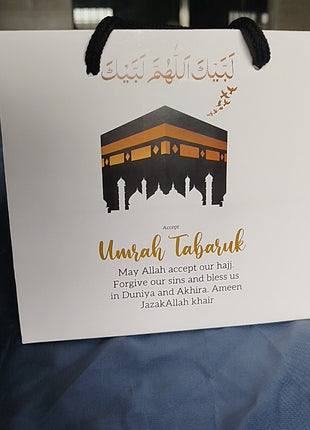 لَبَّيْكَ اللَّهُمَّ لَبَّيْكَ
Accept
Umrah Tabaruk
May Allah accept our hajj.
Forgive our sins and bless us
in Duniya and Akhira. Ameen
JazakAllah khair